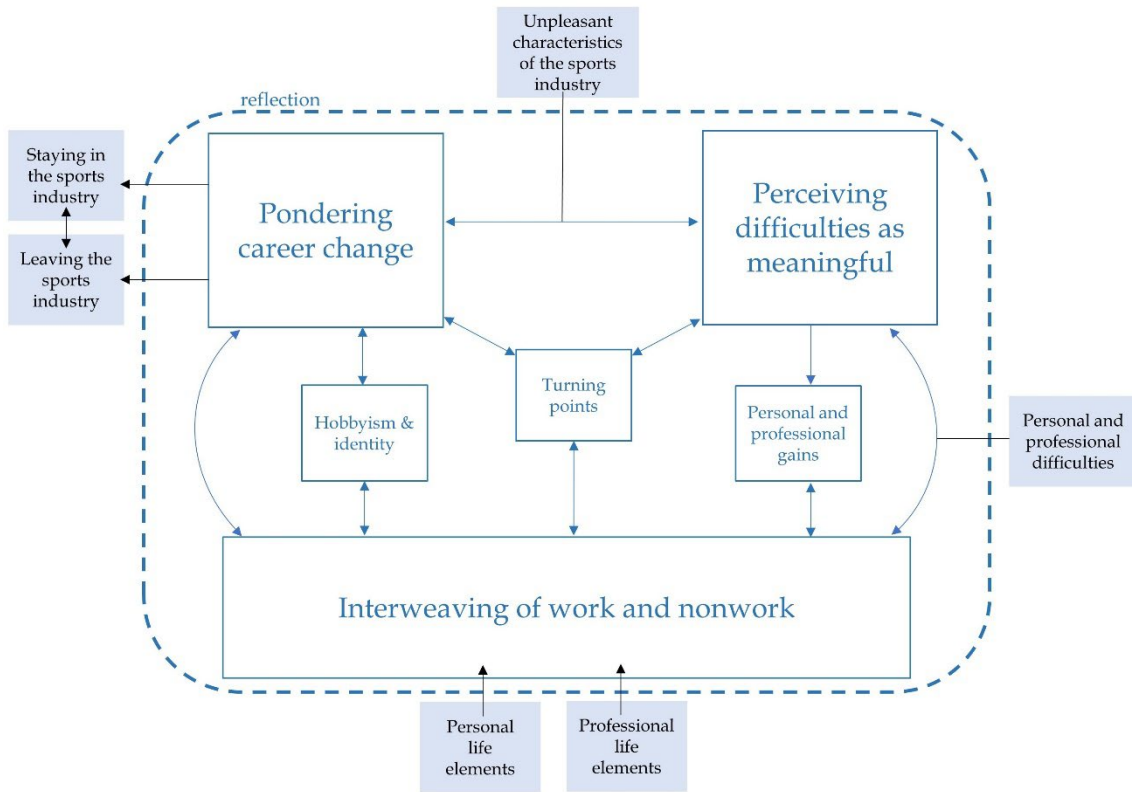 Unpleasant
characteristics
of the sports
industry
reflection
Staying in
the sports
industry
Leaving the
sports
industry
Pondering
career change
Perceiving
difficulties as
meaningful
Turning
points
Hobbyism &
identity
Personal and
professional
gains
Personal and
professional
difficulties
Interweaving of work and nonwork
Personal
life
elements
Professional
life
elements